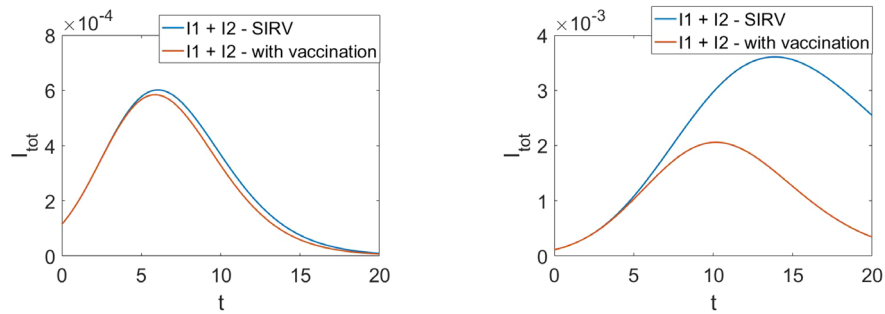 ×10⁻⁴
I1 + I2 - SIRV
I1 + I2 - with vaccination
8
6
4
2
0
I_tot
0 5 10 15 20
t
×10⁻³
I1 + I2 - SIRV
I1 + I2 - with vaccination
4
3
2
1
0
I_tot
0 5 10 15 20
t